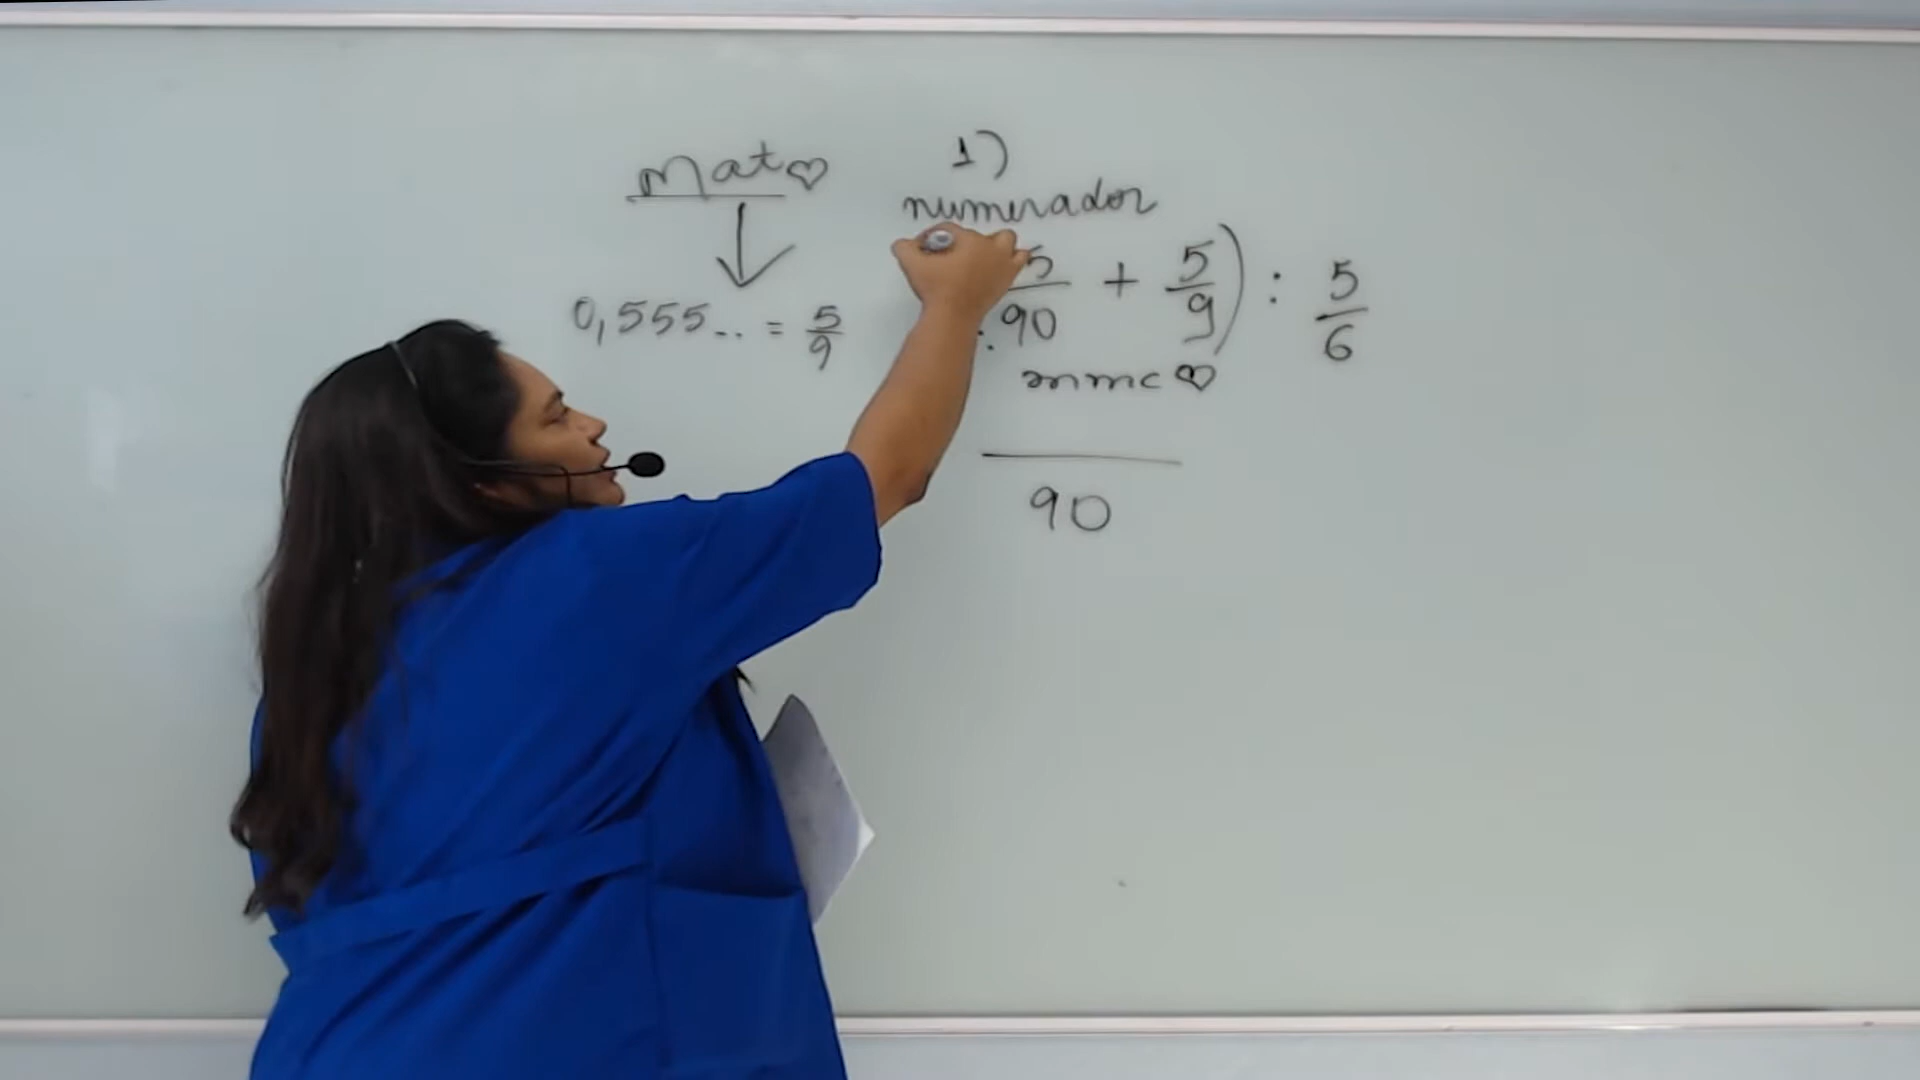 Mat♡
0,555.. = 5/9
1)
numerador
5/90 + 5/9) : 5/6
mmc ♡
90